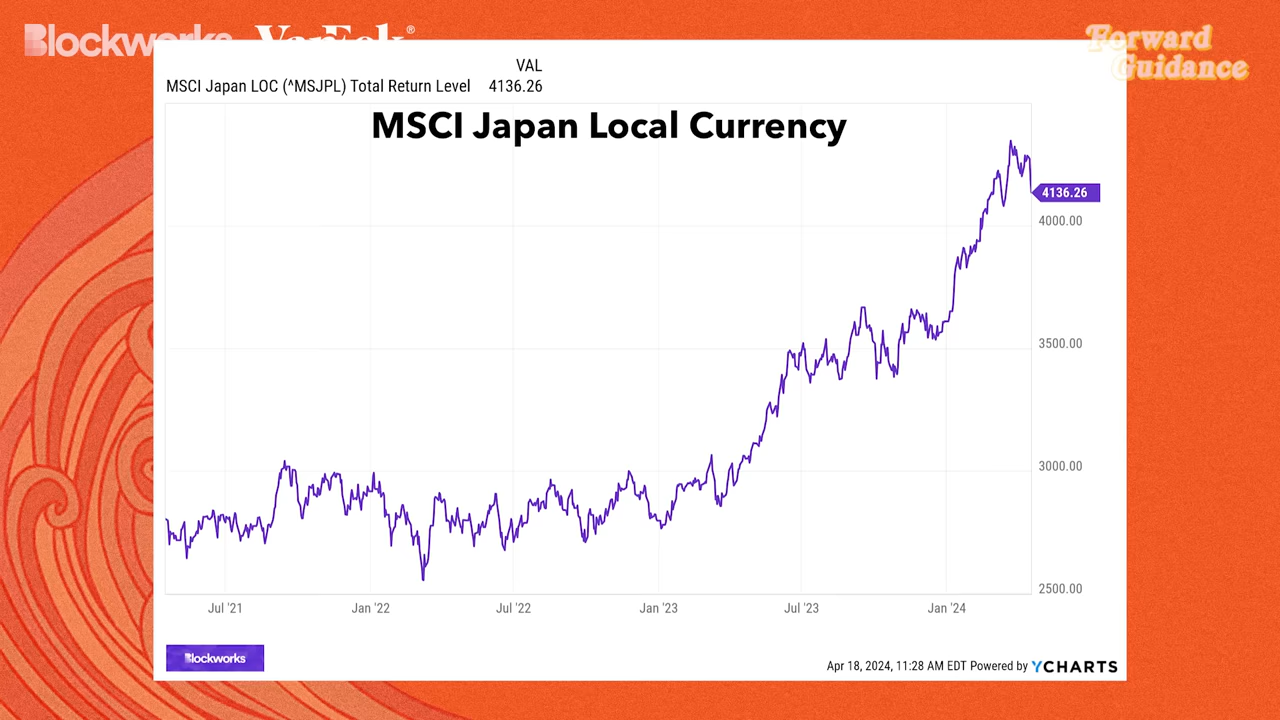 Blockworks
VanEck®
Forward
Guidance
VAL
MSCI Japan LOC (^MSJPL) Total Return Level 4136.26
MSCI Japan Local Currency
4136.26
4000.00
3500.00
3000.00
2500.00
Jul '21 Jan '22 Jul '22 Jan '23 Jul '23 Jan '24
Blockworks
Apr 18, 2024, 11:28 AM EDT Powered by YCHARTS